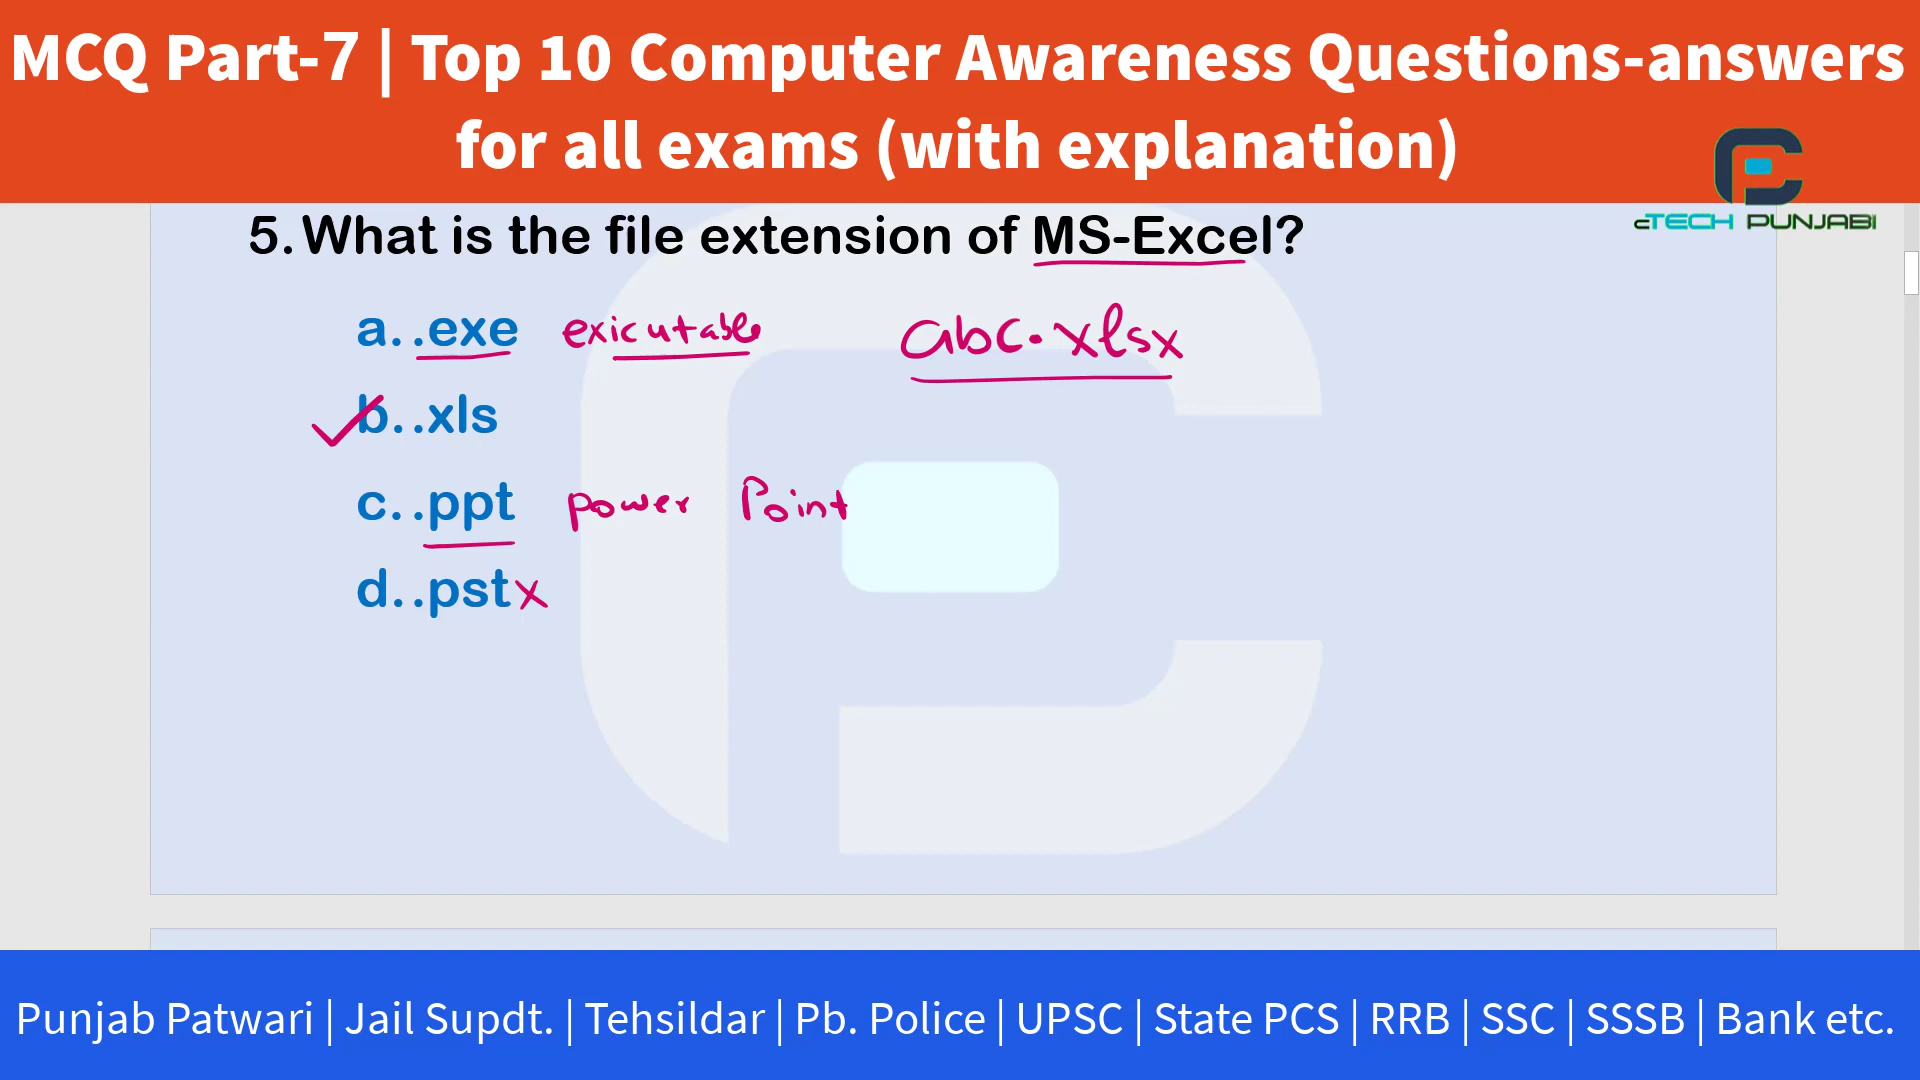 MCQ Part-7 | Top 10 Computer Awareness Questions-answers
for all exams (with explanation)
cTECH PUNJABI
5. What is the file extension of MS-Excel?
a. .exe exicutable abc.xlsx
b. .xls
c. .ppt power Point
d. .pst x
Punjab Patwari | Jail Supdt. | Tehsildar | Pb. Police | UPSC | State PCS | RRB | SSC | SSSB | Bank etc.